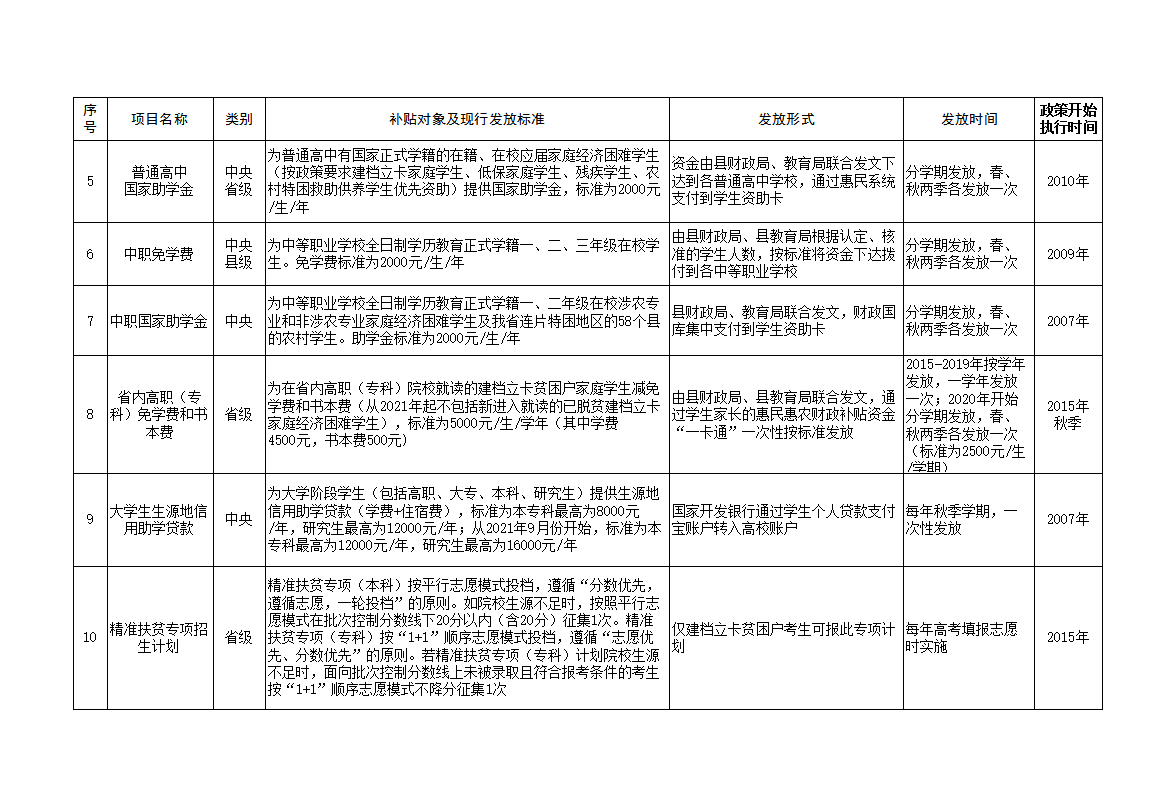 序
号
项目名称
类别
补贴对象及现行发放标准
发放形式
发放时间
政策开始
执行时间
5
普通高中
国家助学金
中央
省级
为普通高中有国家正式学籍的在籍、在校应届家庭经济困难学生
（按政策要求建档立卡家庭学生、低保家庭学生、残疾学生、农
村特困救助供养学生优先资助）提供国家助学金，标准为2000元
/生/年
资金由县财政局、教育局联合发文下
达到各普通高中学校，通过惠民系统
支付到学生资助卡
分学期发放，春、
秋两季各发放一次
2010年
6
中职免学费
中央
县级
为中等职业学校全日制学历教育正式学籍一、二、三年级在校学
生。免学费标准为2000元/生/年
由县财政局、县教育局根据认定、核
准的学生人数，按标准将资金下达拨
付到各中等职业学校
分学期发放，春、
秋两季各发放一次
2009年
7
中职国家助学金
中央
为中等职业学校全日制学历教育正式学籍一、二年级在校涉农专
业和非涉农专业家庭经济困难学生及我省连片特困地区的58个县
的农村学生。助学金标准为2000元/生/年
县财政局、教育局联合发文，财政国
库集中支付到学生资助卡
分学期发放，春、
秋两季各发放一次
2007年
8
省内高职（专
科）免学费和书
本费
省级
为在省内高职（专科）院校就读的建档立卡贫困户家庭学生减免
学费和书本费（从2021年起不包括新进入就读的已脱贫建档立卡
家庭经济困难学生），标准为5000元/生/学年（其中学费
4500元，书本费500元)
由县财政局、县教育局联合发文，通
过学生家长的惠民惠农财政补贴资金
“一卡通”一次性按标准发放
2015-2019年按学年
发放，一学年发放
一次；2020年开始
分学期发放，春、
秋两季各发放一次
（标准为2500元/生
/学期）
2015年
秋季
9
大学生生源地信
用助学贷款
中央
为大学阶段学生（包括高职、大专、本科、研究生）提供生源地
信用助学贷款（学费+住宿费），标准为本专科最高为8000元
/年，研究生最高为12000元/年；从2021年9月份开始，标准为本
专科最高为12000元/年，研究生最高为16000元/年
国家开发银行通过学生个人贷款支付
宝账户转入高校账户
每年秋季学期，一
次性发放
2007年
10
精准扶贫专项招
生计划
省级
精准扶贫专项（本科）按平行志愿模式投档，遵循“分数优先，
遵循志愿，一轮投档”的原则。如院校生源不足时，按照平行志
愿模式在批次控制分数线下20分以内（含20分）征集1次。精准
扶贫专项（专科）按“1+1”顺序志愿模式投档，遵循“志愿优
先、分数优先”的原则。若精准扶贫专项（专科）计划院校生源
不足时，面向批次控制分数线上未被录取且符合报考条件的考生
按“1+1”顺序志愿模式不降分征集1次
仅建档立卡贫困户考生可报此专项计
划
每年高考填报志愿
时实施
2015年